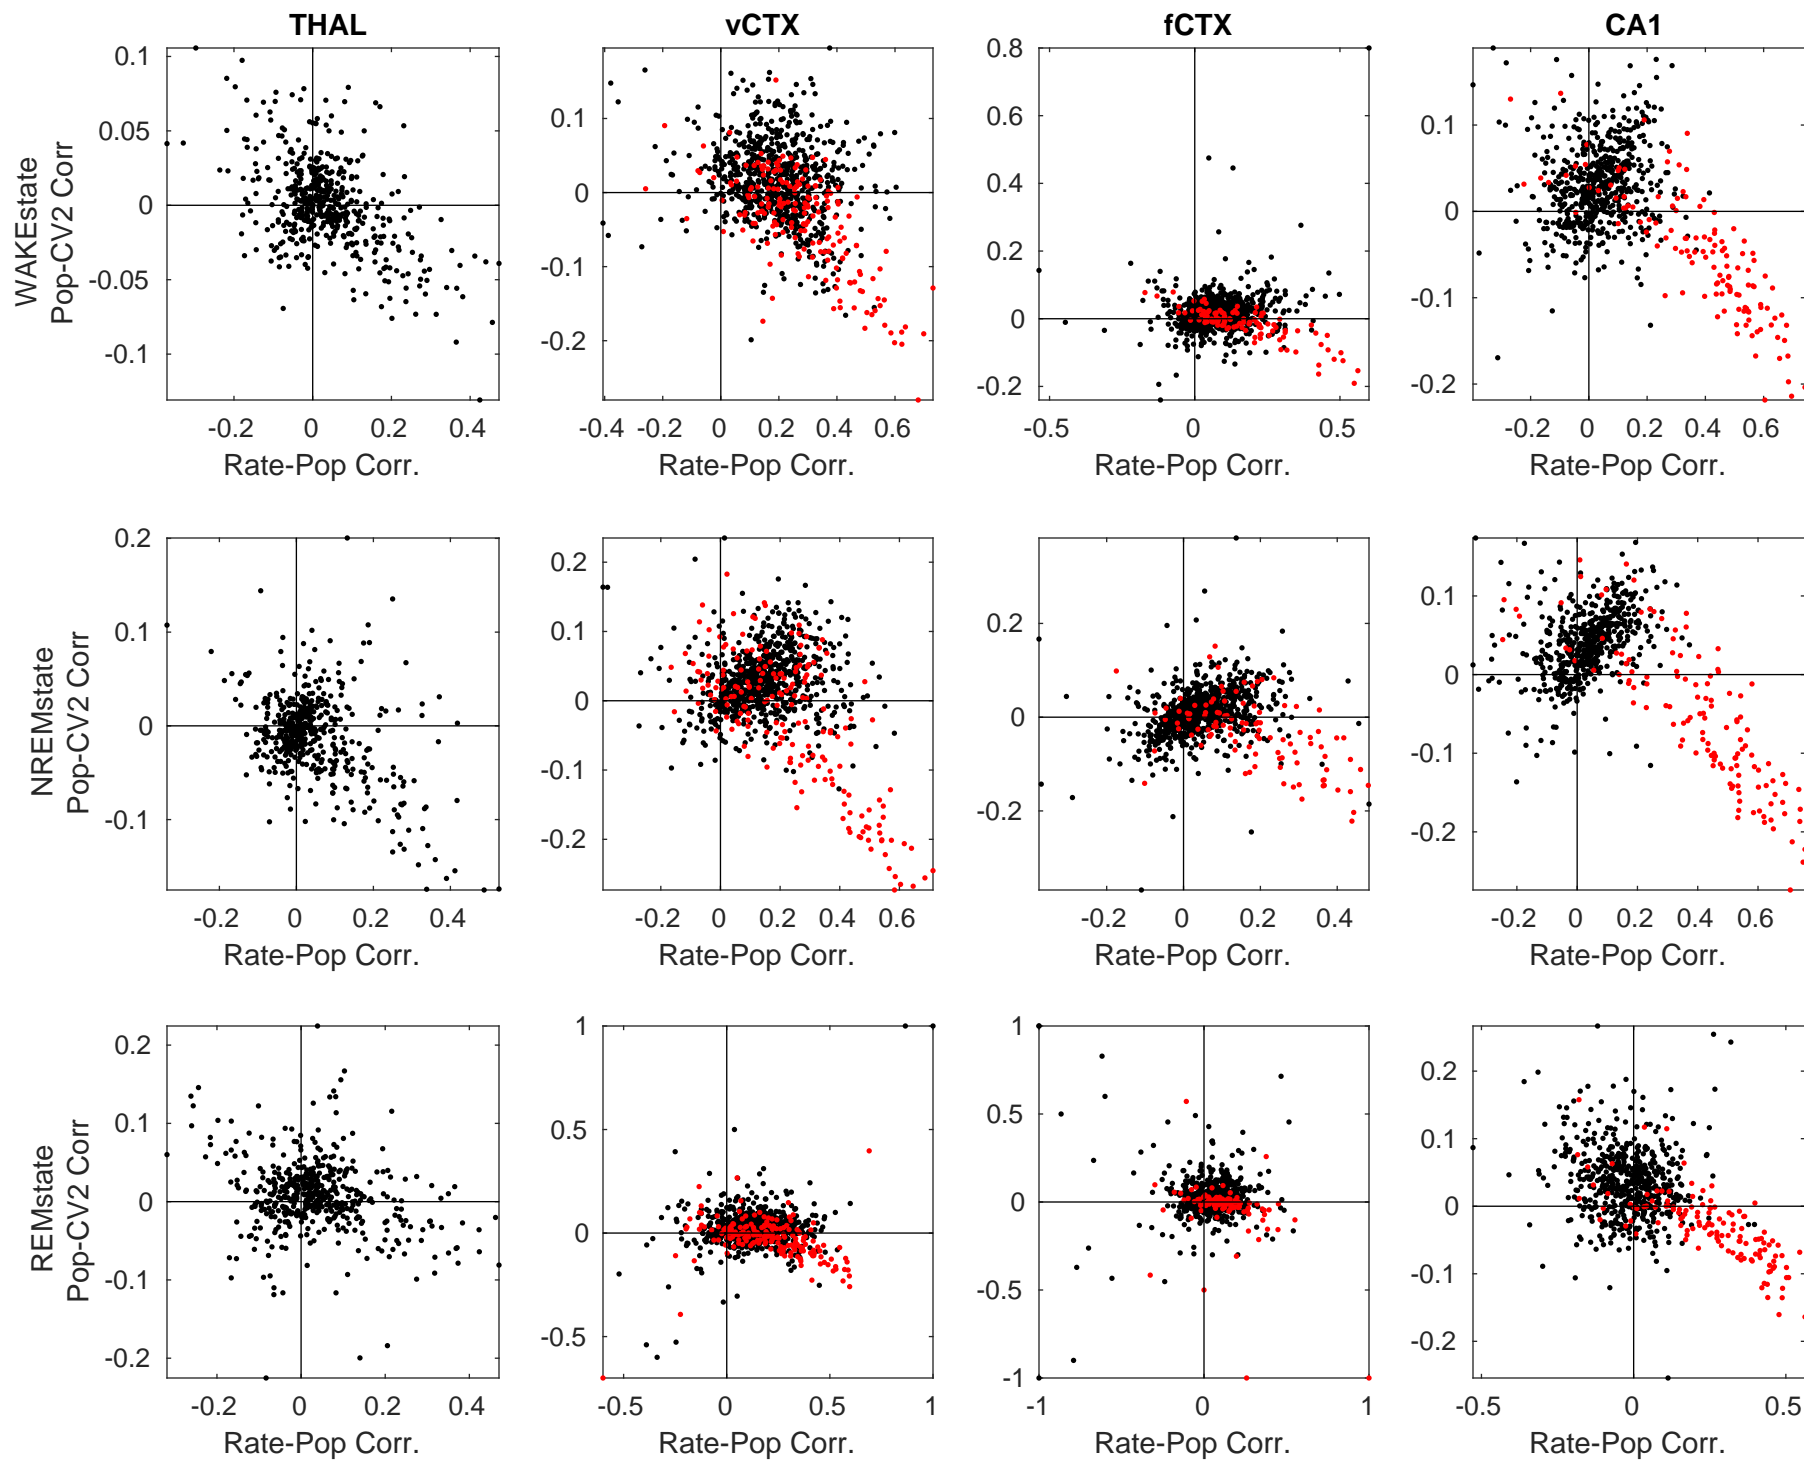 THAL vCTX fCTX CA1
WAKEstate
Pop-CV2 Corr
0.1
0.05
0
-0.05
-0.1
-0.2 0 0.2 0.4
Rate-Pop Corr.
0.1
0
-0.1
-0.2
-0.4 -0.2 0 0.2 0.4 0.6
Rate-Pop Corr.
0.8
0.6
0.4
0.2
0
-0.2
-0.5 0 0.5
Rate-Pop Corr.
0.1
0
-0.1
-0.2
-0.2 0 0.2 0.4 0.6
Rate-Pop Corr.
NREMstate
Pop-CV2 Corr
0.2
0.1
0
-0.1
-0.2 0 0.2 0.4
Rate-Pop Corr.
0.2
0.1
0
-0.1
-0.2
0 0.2 0.4 0.6
Rate-Pop Corr.
0.2
0
-0.2
-0.2 0 0.2 0.4
Rate-Pop Corr.
0.1
0
-0.1
-0.2
-0.2 0 0.2 0.4 0.6
Rate-Pop Corr.
REMstate
Pop-CV2 Corr
0.2
0.1
0
-0.1
-0.2
-0.2 0 0.2 0.4
Rate-Pop Corr.
1
0.5
0
-0.5
-0.5 0 0.5 1
Rate-Pop Corr.
1
0.5
0
-0.5
-1
-1 0 1
Rate-Pop Corr.
0.2
0.1
0
-0.1
-0.2
-0.5 0 0.5
Rate-Pop Corr.